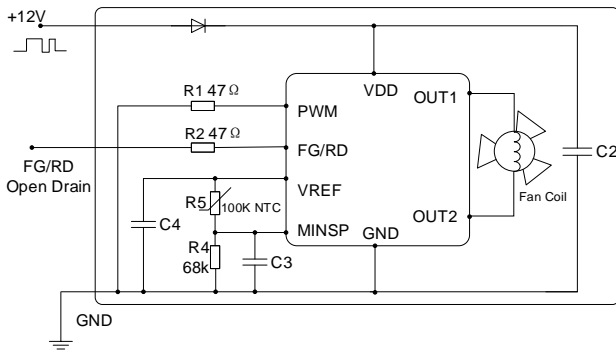 +12V
R1 47Ω
PWM
VDD
OUT1
R2 47Ω
FG/RD
FG/RD
Open Drain
VREF
R5
100K NTC
C4
MINSP
R4
68k
C3
GND
OUT2
Fan Coil
C2
GND